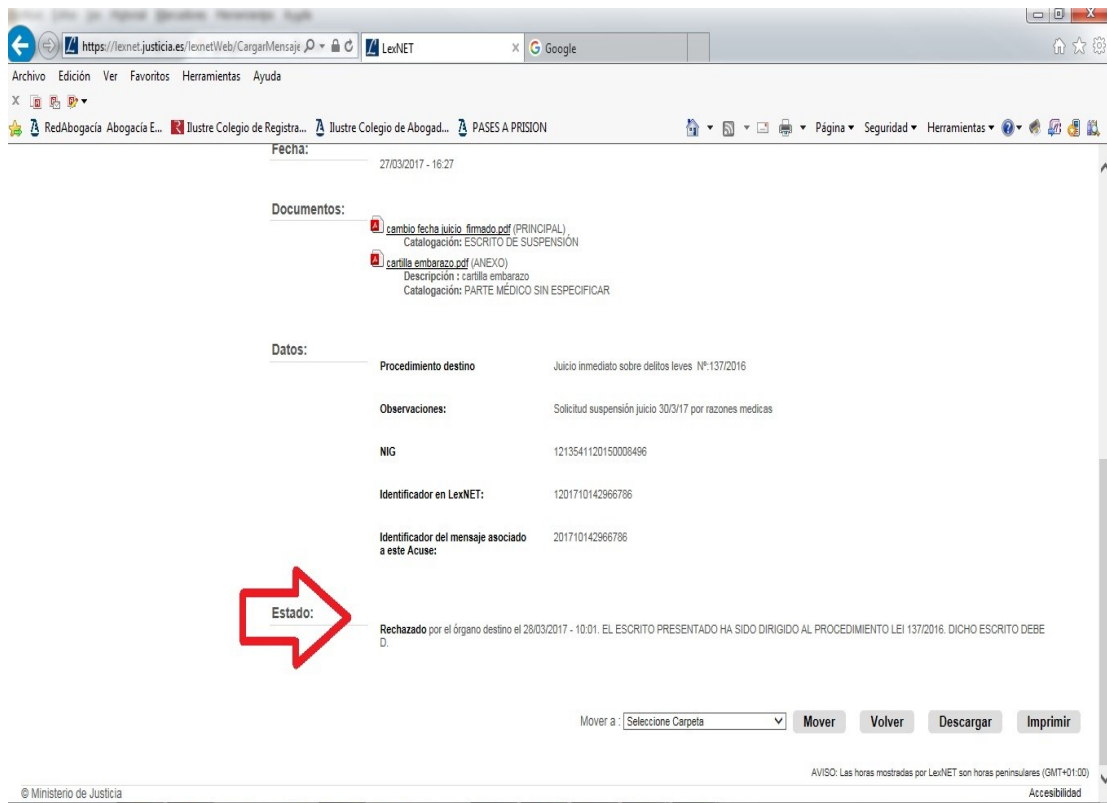 https://lexnet.justicia.es/lexnetWeb/CargarMensaje
LexNET
Google
Archivo Edición Ver Favoritos Herramientas Ayuda
RedAbogacía Abogacía E... Ilustre Colegio de Registra... Ilustre Colegio de Abogad... PASES A PRISION
Página Seguridad Herramientas
Fecha:
27/03/2017 - 16:27
Documentos:
cambio fecha juicio_firmado.pdf (PRINCIPAL)
Catalogación: ESCRITO DE SUSPENSIÓN
cartilla embarazo.pdf (ANEXO)
Descripción : cartilla embarazo
Catalogación: PARTE MÉDICO SIN ESPECIFICAR
Datos:
Procedimiento destino Juicio inmediato sobre delitos leves Nº:137/2016
Observaciones: Solicitud suspensión juicio 30/3/17 por razones medicas
NIG 1213541120150008496
Identificador en LexNET: 1201710142966786
Identificador del mensaje asociado 201710142966786
a este Acuse:
Estado:
Rechazado por el órgano destino el 28/03/2017 - 10:01. EL ESCRITO PRESENTADO HA SIDO DIRIGIDO AL PROCEDIMIENTO LEI 137/2016. DICHO ESCRITO DEBE
D.
Mover a : Seleccione Carpeta Mover Volver Descargar Imprimir
AVISO: Las horas mostradas por LexNET son horas peninsulares (GMT+01:00)
© Ministerio de Justicia Accesibilidad